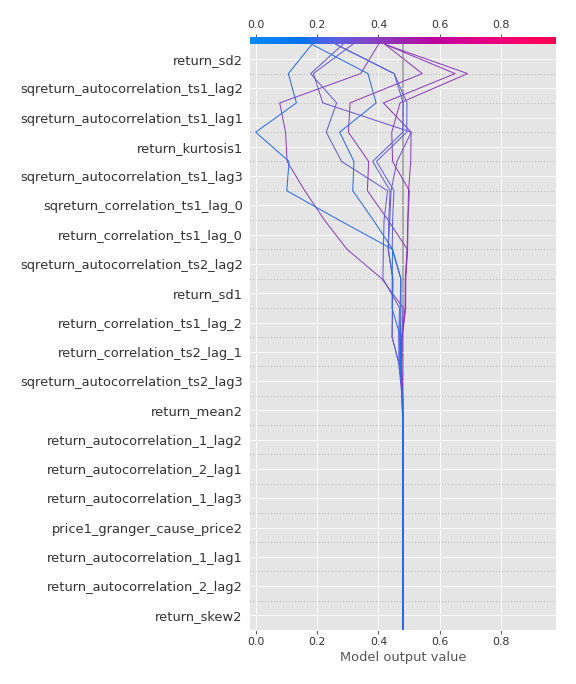 0.0 0.2 0.4 0.6 0.8
return_sd2
sqreturn_autocorrelation_ts1_lag2
sqreturn_autocorrelation_ts1_lag1
return_kurtosis1
sqreturn_autocorrelation_ts1_lag3
sqreturn_correlation_ts1_lag_0
return_correlation_ts1_lag_0
sqreturn_autocorrelation_ts2_lag2
return_sd1
return_correlation_ts1_lag_2
return_correlation_ts2_lag_1
sqreturn_autocorrelation_ts2_lag3
return_mean2
return_autocorrelation_1_lag2
return_autocorrelation_2_lag1
return_autocorrelation_1_lag3
price1_granger_cause_price2
return_autocorrelation_1_lag1
return_autocorrelation_2_lag2
return_skew2
0.0 0.2 0.4 0.6 0.8
Model output value